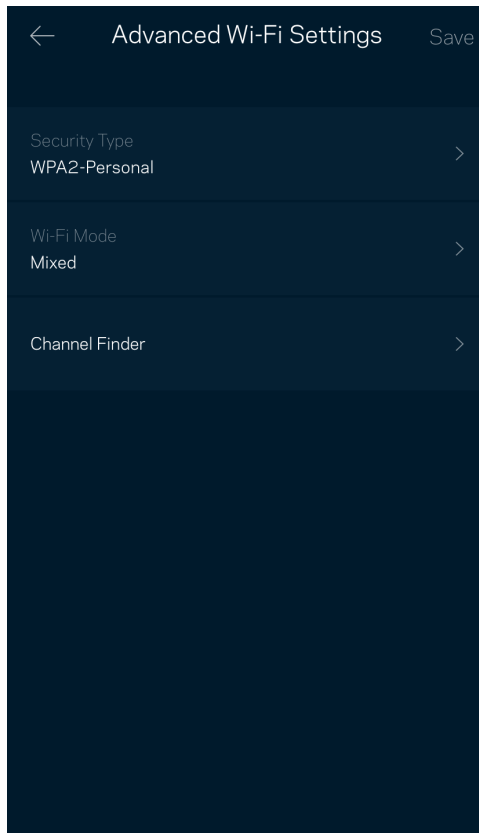 Advanced Wi-Fi Settings Save
Security Type
WPA2-Personal
Wi-Fi Mode
Mixed
Channel Finder